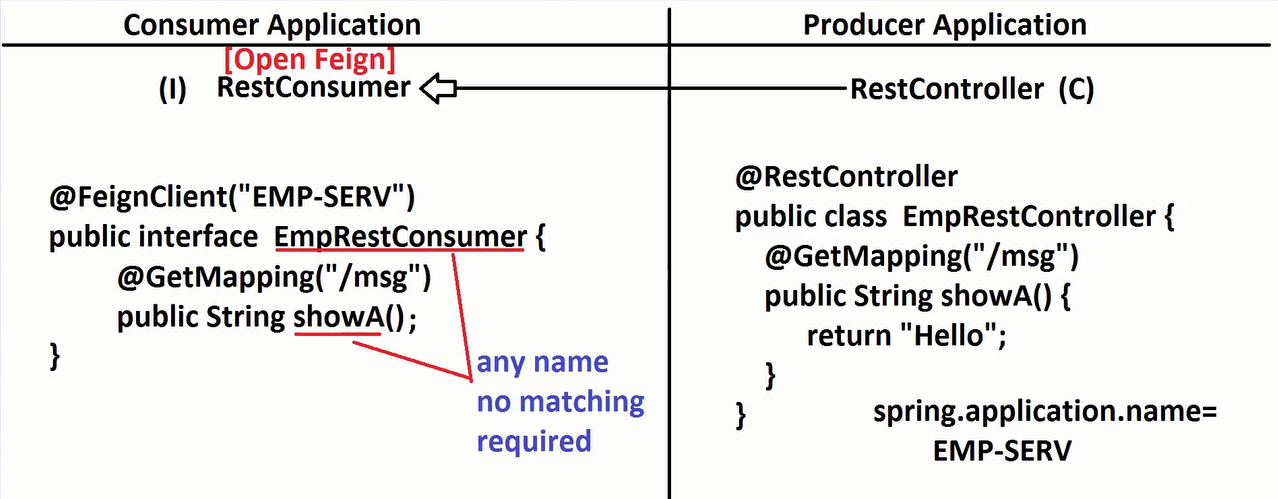 Consumer Application
[Open Feign]
(I) RestConsumer
@FeignClient("EMP-SERV")
public interface EmpRestConsumer {
@GetMapping("/msg")
public String showA();
}
any name
no matching
required
Producer Application
RestController (C)
@RestController
public class EmpRestController {
@GetMapping("/msg")
public String showA() {
return "Hello";
}
}
spring.application.name=
EMP-SERV